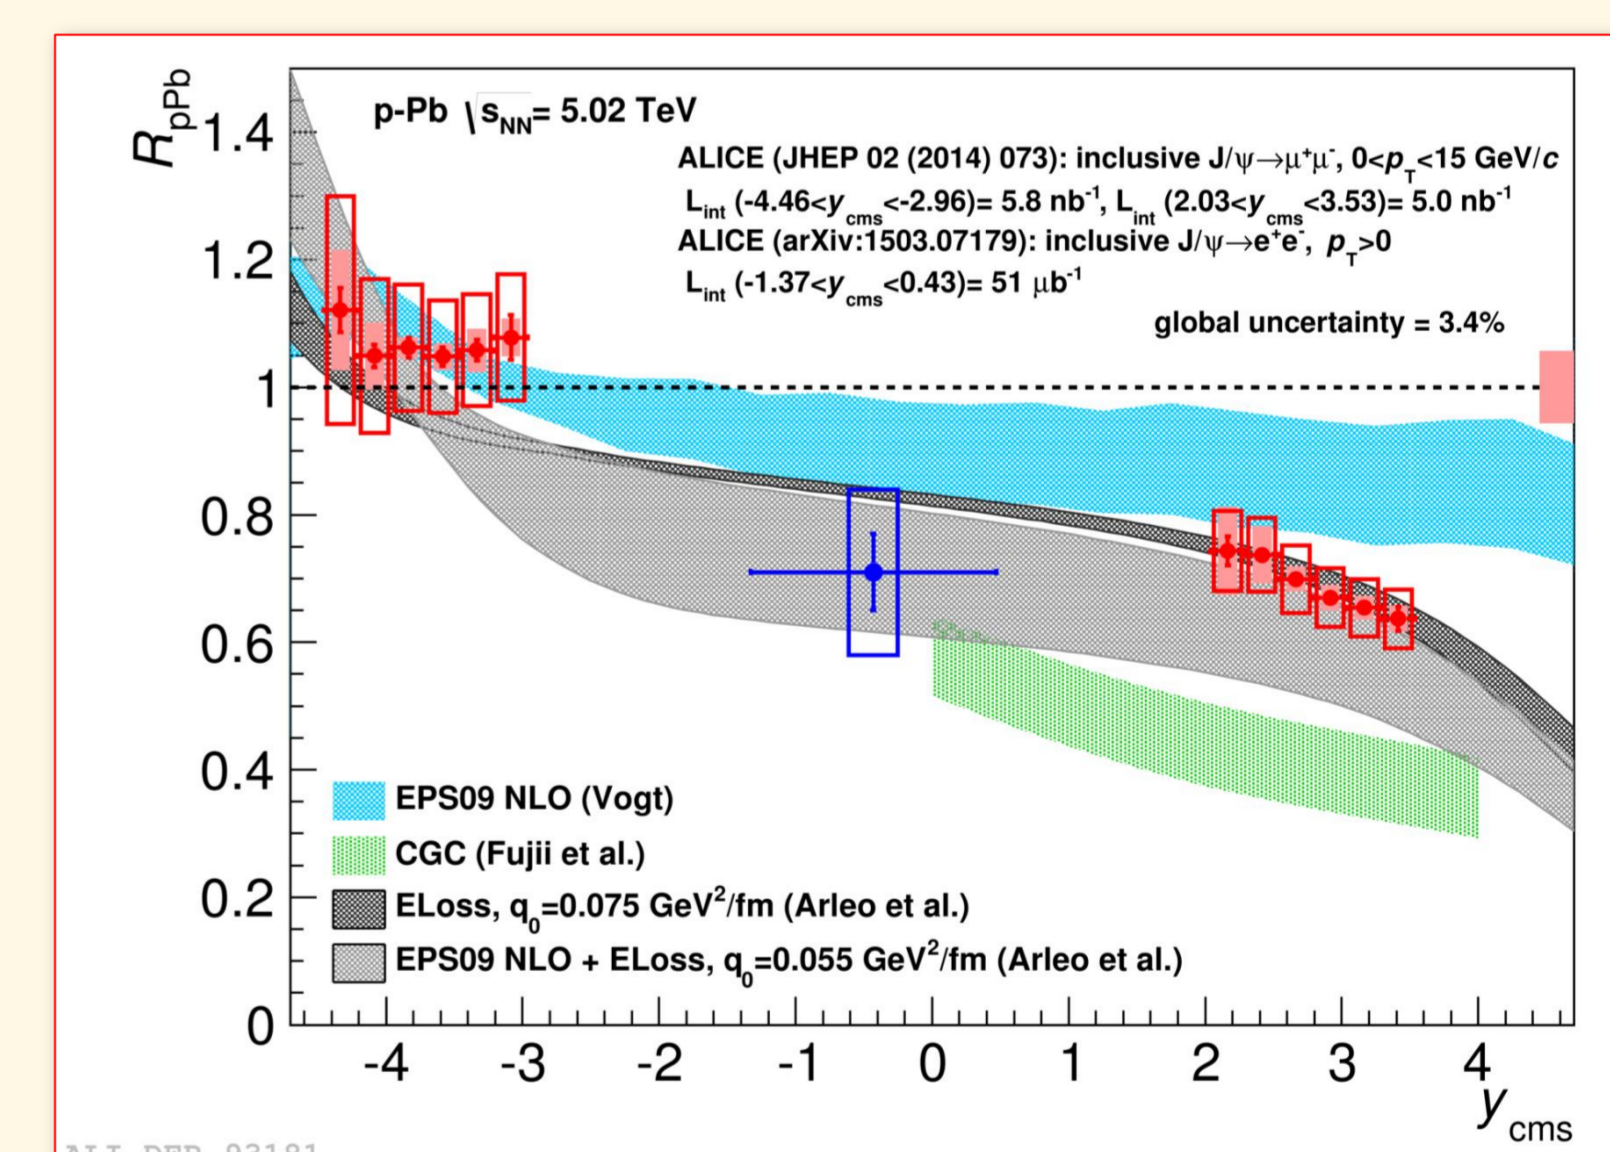 R_pPb
p-Pb √s_NN= 5.02 TeV
ALICE (JHEP 02 (2014) 073): inclusive J/ψ→μ⁺μ⁻, 0<p_T<15 GeV/c
L_int (-4.46<y_cms<-2.96)= 5.8 nb⁻¹, L_int (2.03<y_cms<3.53)= 5.0 nb⁻¹
ALICE (arXiv:1503.07179): inclusive J/ψ→e⁺e⁻, p_T>0
L_int (-1.37<y_cms<0.43)= 51 μb⁻¹
global uncertainty = 3.4%
1.4
1.2
1
0.8
0.6
0.4
0.2
0
EPS09 NLO (Vogt)
CGC (Fujii et al.)
ELoss, q₀=0.075 GeV²/fm (Arleo et al.)
EPS09 NLO + ELoss, q₀=0.055 GeV²/fm (Arleo et al.)
-4 -3 -2 -1 0 1 2 3 4
y_cms